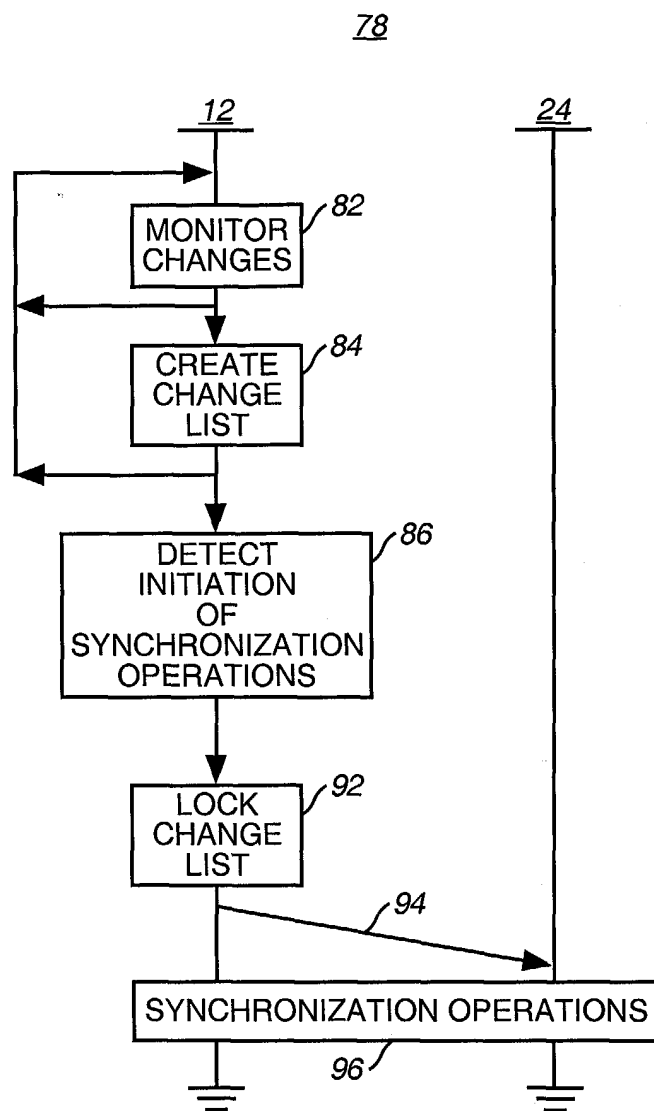 78
12
24
82
MONITOR
CHANGES
84
CREATE
CHANGE
LIST
86
DETECT
INITIATION
OF
SYNCHRONIZATION
OPERATIONS
92
LOCK
CHANGE
LIST
94
SYNCHRONIZATION OPERATIONS
96